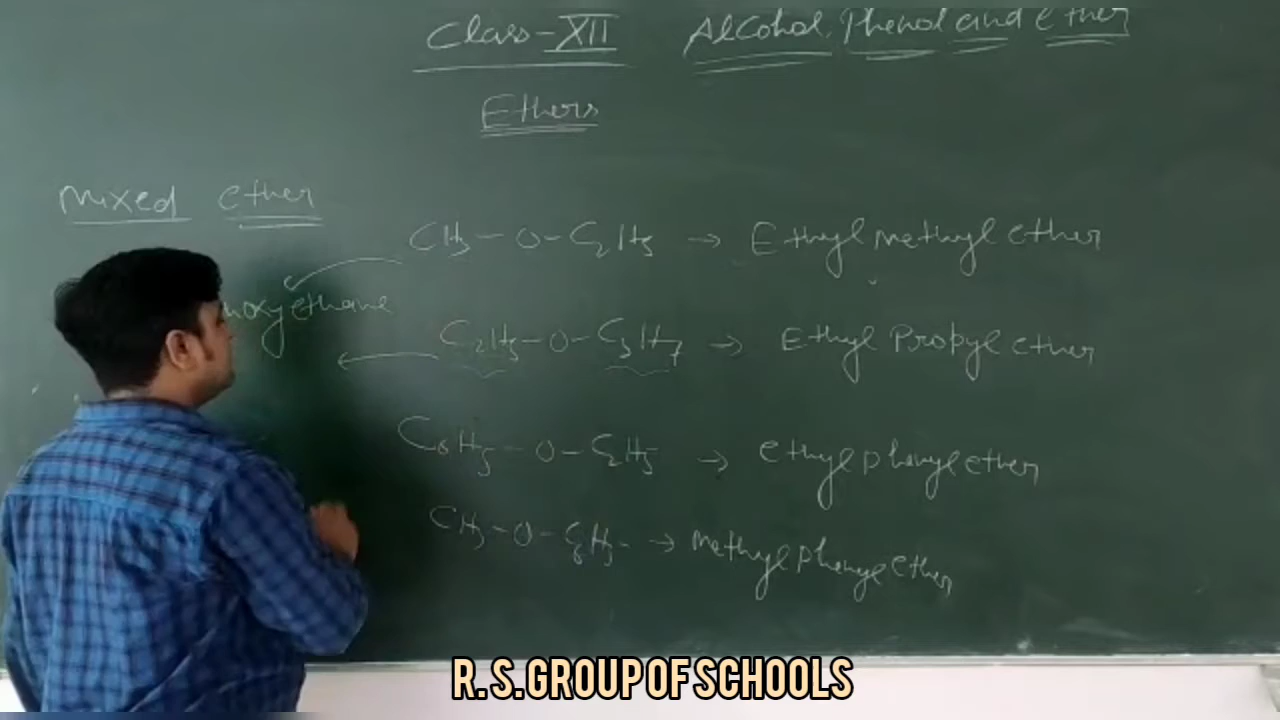 Class-XII Alcohol, Phenol and ether
Ethers
Mixed ether
CH3-O-C2H5 → Ethyl methyl ether
oxyethane
C2H5-O-C3H7 → Ethyl Propyl ether
C6H5-O-C2H5 → ethyl phenyl ether
CH3-O-C6H5- → Methyl phenyl ether
R. S. GROUP OF SCHOOLS